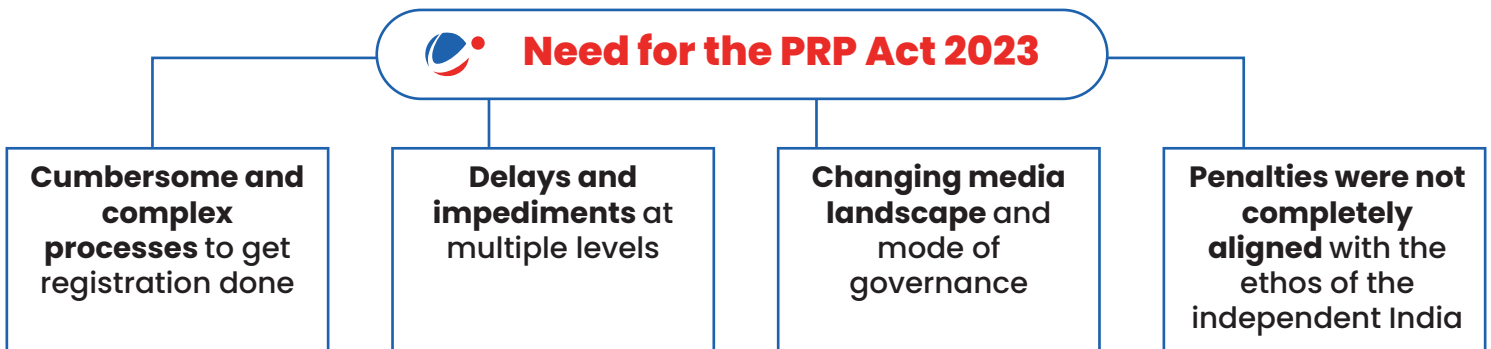 Need for the PRP Act 2023
Cumbersome and
complex
processes to get
registration done
Delays and
impediments at
multiple levels
Changing media
landscape and
mode of
governance
Penalties were not
completely
aligned with the
ethos of the
independent India